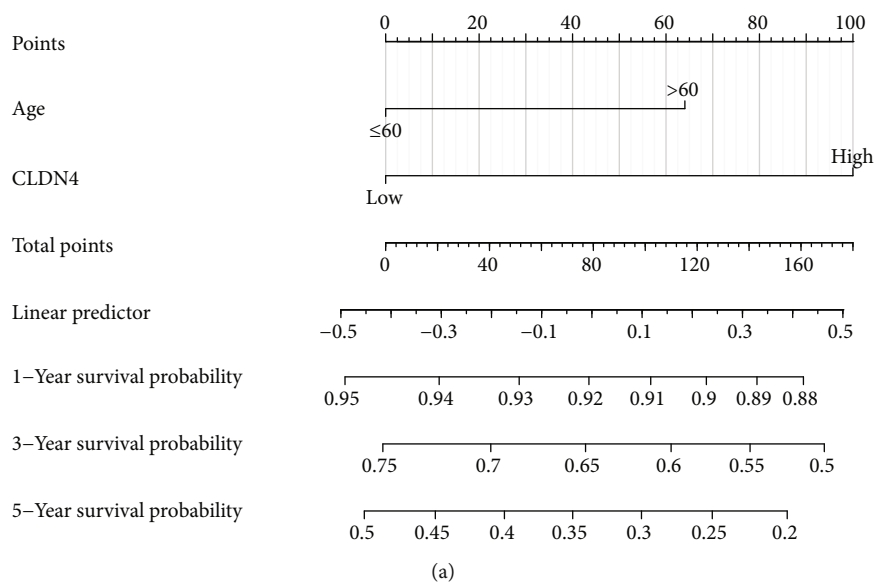 0 20 40 60 80 100
Points
>60
Age
≤60
High
CLDN4
Low
Total points
0 40 80 120 160
Linear predictor
−0.5 −0.3 −0.1 0.1 0.3 0.5
1−Year survival probability
0.95 0.94 0.93 0.92 0.91 0.9 0.89 0.88
3−Year survival probability
0.75 0.7 0.65 0.6 0.55 0.5
5−Year survival probability
0.5 0.45 0.4 0.35 0.3 0.25 0.2
(a)